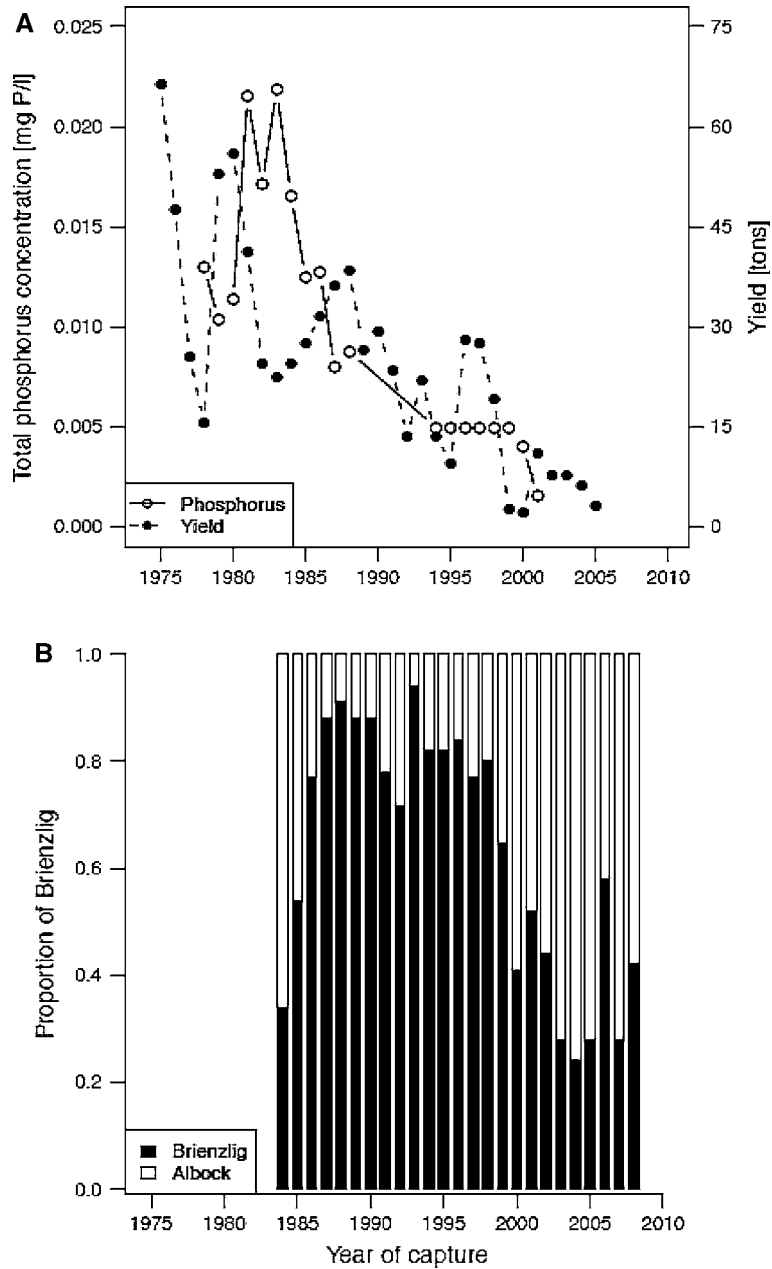 A
Total phosphorus concentration [mg P/l]
0.025
0.020
0.015
0.010
0.005
0.000
75
60
45
30
15
0
Yield [tons]
Phosphorus
Yield
1975 1980 1985 1990 1995 2000 2005 2010
B
Proportion of Brienzlig
1.0
0.8
0.6
0.4
0.2
0.0
Brienzlig
Albock
1975 1980 1985 1990 1995 2000 2005 2010
Year of capture